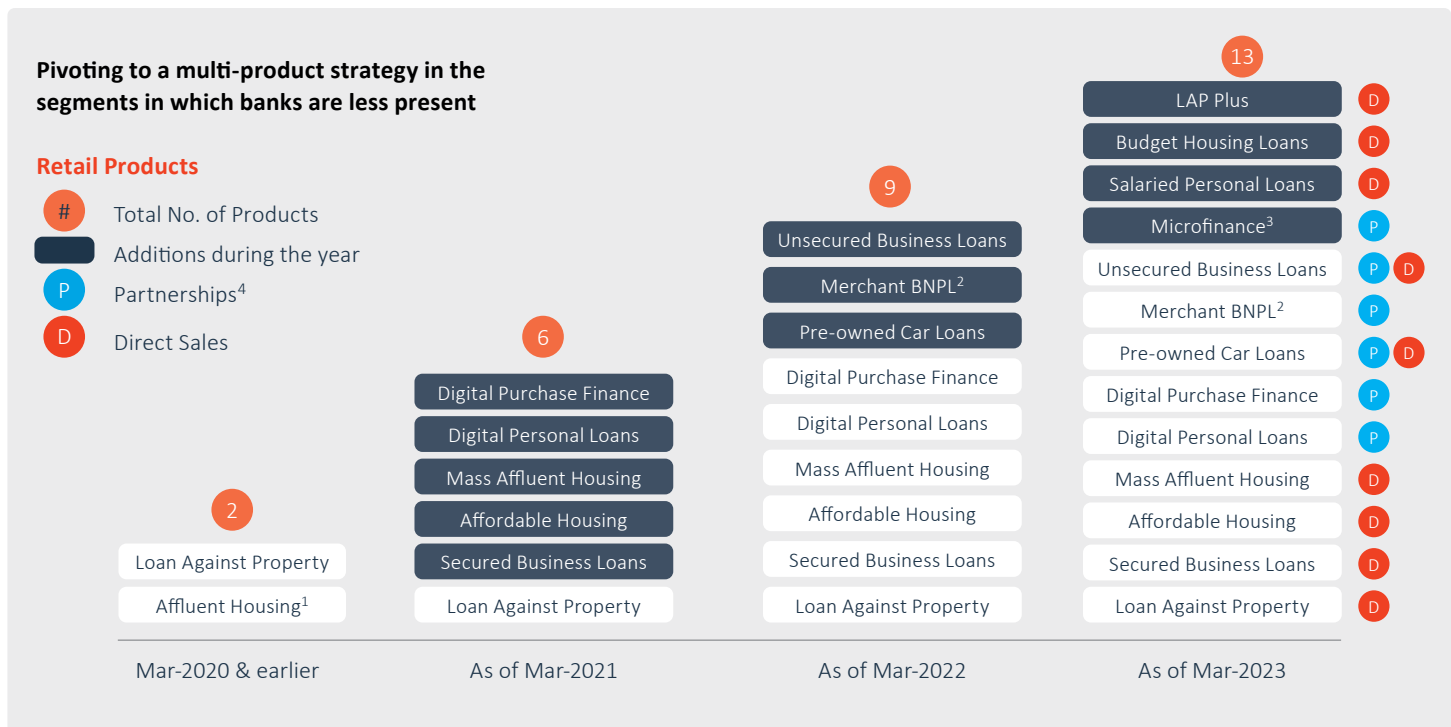 Pivoting to a multi-product strategy in the
segments in which banks are less present
Retail Products
# Total No. of Products
Additions during the year
P Partnerships4
D Direct Sales
2
Loan Against Property
Affluent Housing1
Mar-2020 & earlier
6
Digital Purchase Finance
Digital Personal Loans
Mass Affluent Housing
Affordable Housing
Secured Business Loans
Loan Against Property
As of Mar-2021
9
Unsecured Business Loans
Merchant BNPL2
Pre-owned Car Loans
Digital Purchase Finance
Digital Personal Loans
Mass Affluent Housing
Affordable Housing
Secured Business Loans
Loan Against Property
As of Mar-2022
13
LAP Plus D
Budget Housing Loans D
Salaried Personal Loans D
Microfinance3 P
Unsecured Business Loans P D
Merchant BNPL2 P
Pre-owned Car Loans P D
Digital Purchase Finance P
Digital Personal Loans P
Mass Affluent Housing D
Affordable Housing D
Secured Business Loans D
Loan Against Property D
As of Mar-2023